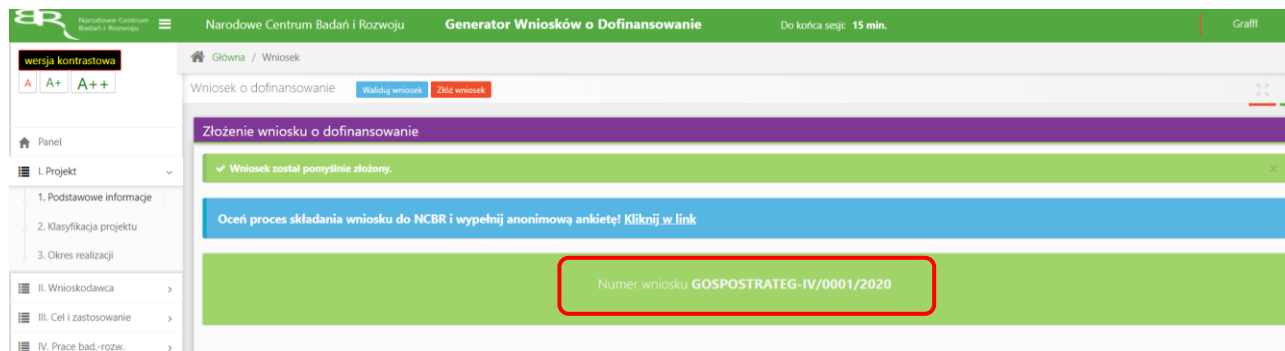 Narodowe Centrum
Badań i Rozwoju
Narodowe Centrum Badań i Rozwoju
Generator Wniosków o Dofinansowanie
Do końca sesji: 15 min.
Grafff
wersja kontrastowa
A A+ A++
Główna / Wniosek
Wniosek o dofinansowanie
Waliduj wniosek
Złóż wniosek
Panel
I. Projekt
1. Podstawowe informacje
2. Klasyfikacja projektu
3. Okres realizacji
II. Wnioskodawca
III. Cel i zastosowanie
IV. Prace bad.-rozw.
Złożenie wniosku o dofinansowanie
Wniosek został pomyślnie złożony.
Oceń proces składania wniosku do NCBR i wypełnij anonimową ankietę! Kliknij w link
Numer wniosku GOSPOSTRATEG-IV/0001/2020